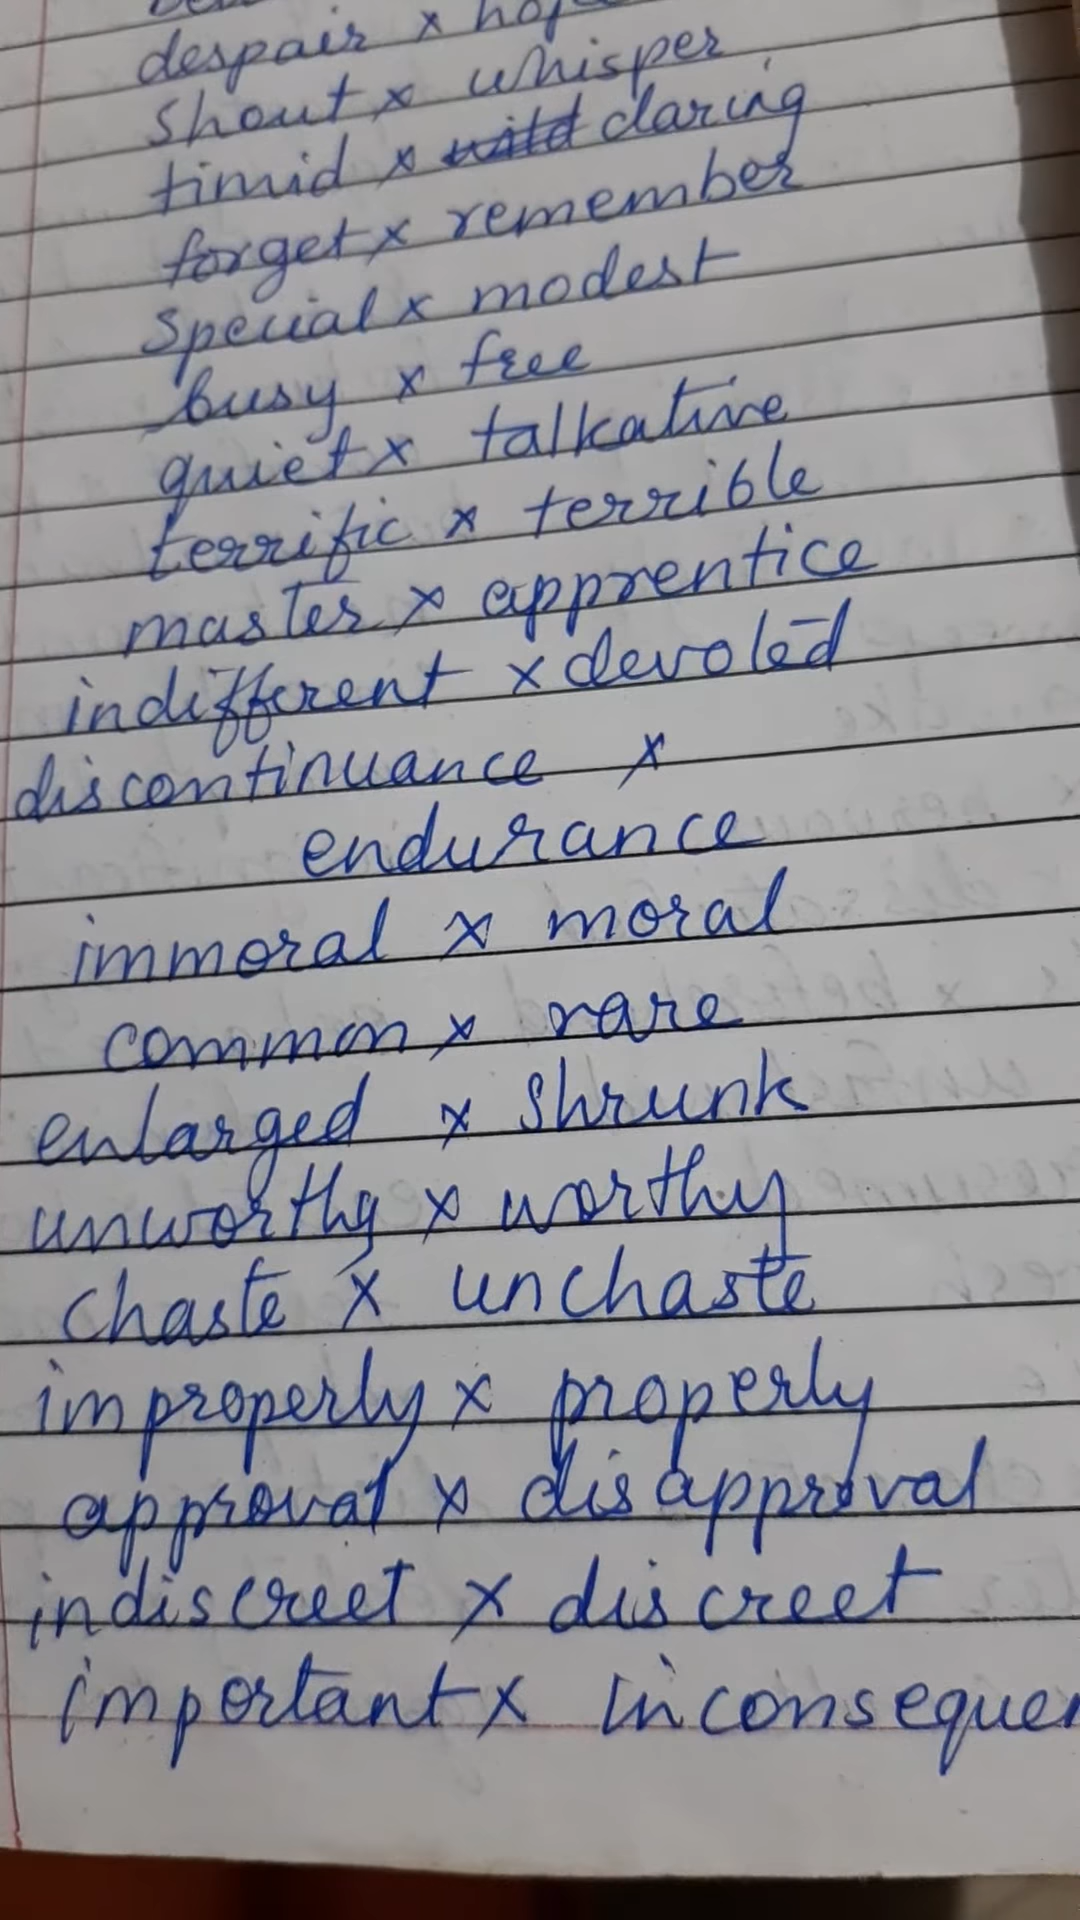 despair x
shout x whisper
timid x daring
forget x remember
special x modest
busy x free
quiet x talkative
terrific x terrible
master x apprentice
indifferent x devoted
discontinuance x
endurance
immoral x moral
common x rare
enlarged x shrunk
unworthy x worthy
chaste x unchaste
improperly x properly
approval x disapproval
indiscreet x discreet
important x inconseque